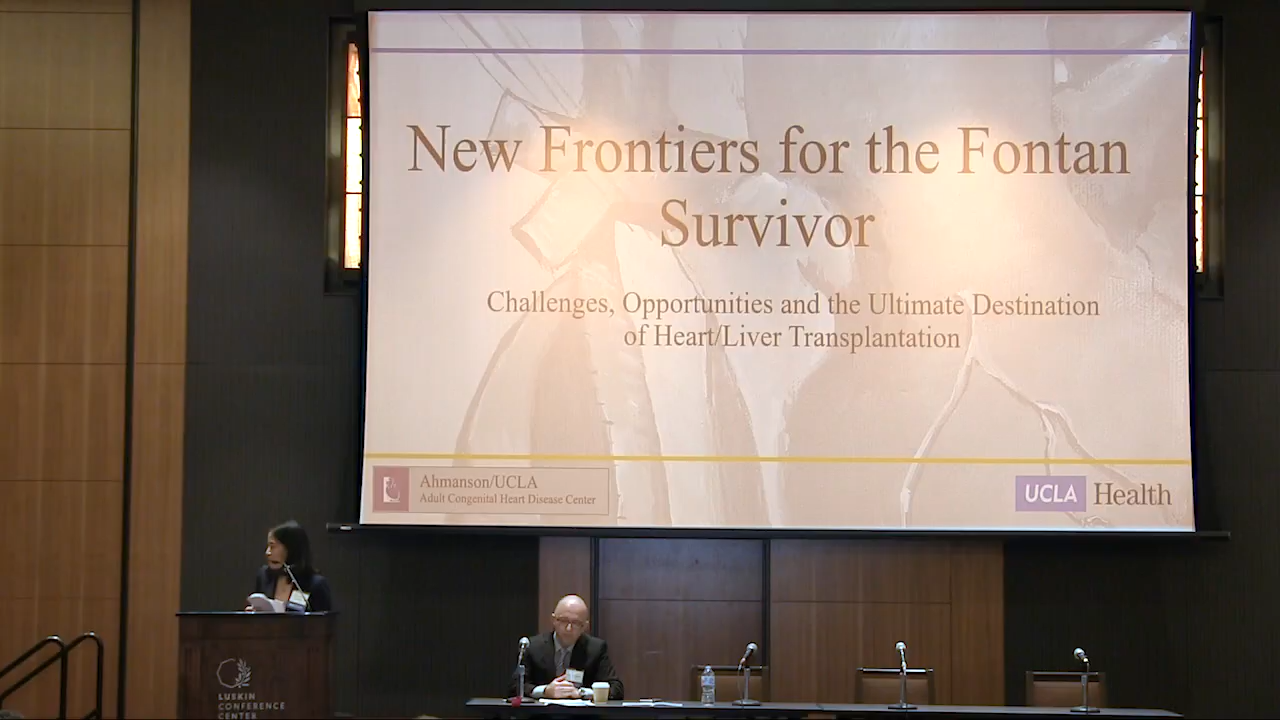 New Frontiers for the Fontan
Survivor
Challenges, Opportunities and the Ultimate Destination
of Heart/Liver Transplantation
Ahmanson/UCLA
Adult Congenital Heart Disease Center
UCLA Health
LUSKIN
CONFERENCE
CENTER